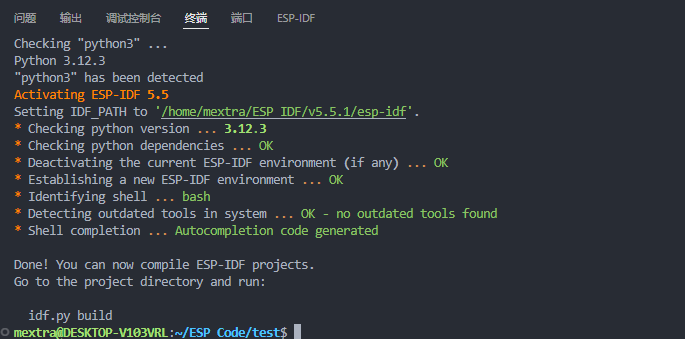 问题 输出 调试控制台 终端 端口 ESP-IDF
Checking "python3" ...
Python 3.12.3
"python3" has been detected
Activating ESP-IDF 5.5
Setting IDF_PATH to '/home/mextra/ESP_IDF/v5.5.1/esp-idf'.
* Checking python version ... 3.12.3
* Checking python dependencies ... OK
* Deactivating the current ESP-IDF environment (if any) ... OK
* Establishing a new ESP-IDF environment ... OK
* Identifying shell ... bash
* Detecting outdated tools in system ... OK - no outdated tools found
* Shell completion ... Autocompletion code generated

Done! You can now compile ESP-IDF projects.
Go to the project directory and run:

  idf.py build
mextra@DESKTOP-V103VRL:~/ESP_Code/test$